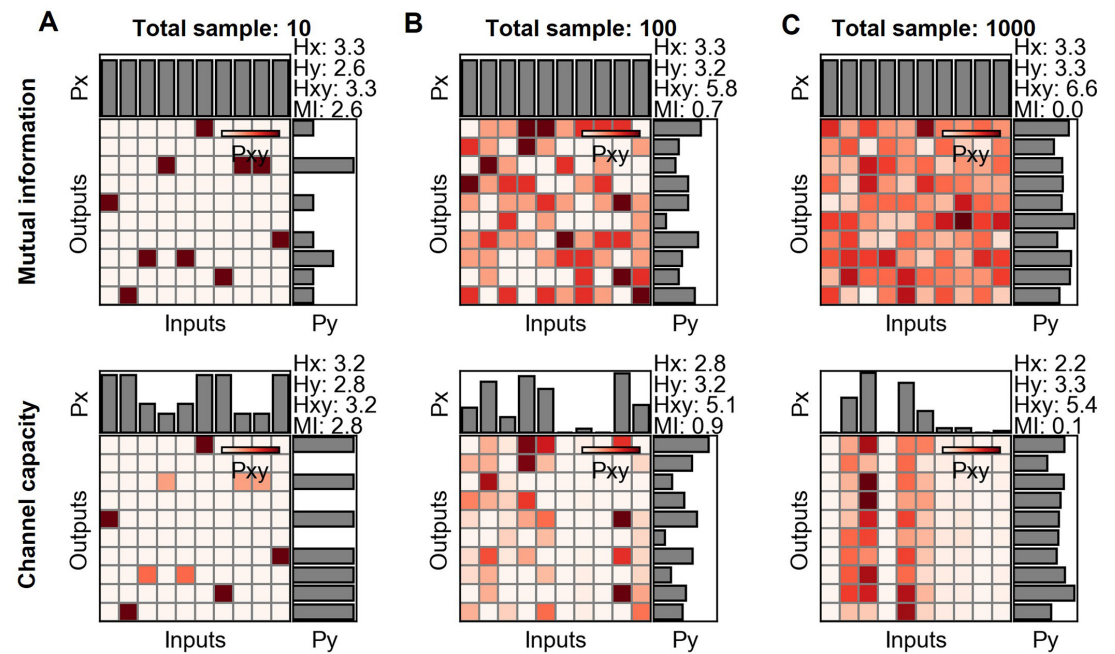 A
Total sample: 10
Hx: 3.3
Hy: 2.6
Hxy: 3.3
MI: 2.6
Px
Pxy
Mutual information
Outputs
Inputs
Py
B
Total sample: 100
Hx: 3.3
Hy: 3.2
Hxy: 5.8
MI: 0.7
Px
Pxy
Outputs
Inputs
Py
C
Total sample: 1000
Hx: 3.3
Hy: 3.3
Hxy: 6.6
MI: 0.0
Px
Pxy
Outputs
Inputs
Py
Hx: 3.2
Hy: 2.8
Hxy: 3.2
MI: 2.8
Px
Pxy
Channel capacity
Outputs
Inputs
Py
Hx: 2.8
Hy: 3.2
Hxy: 5.1
MI: 0.9
Px
Pxy
Outputs
Inputs
Py
Hx: 2.2
Hy: 3.3
Hxy: 5.4
MI: 0.1
Px
Pxy
Outputs
Inputs
Py